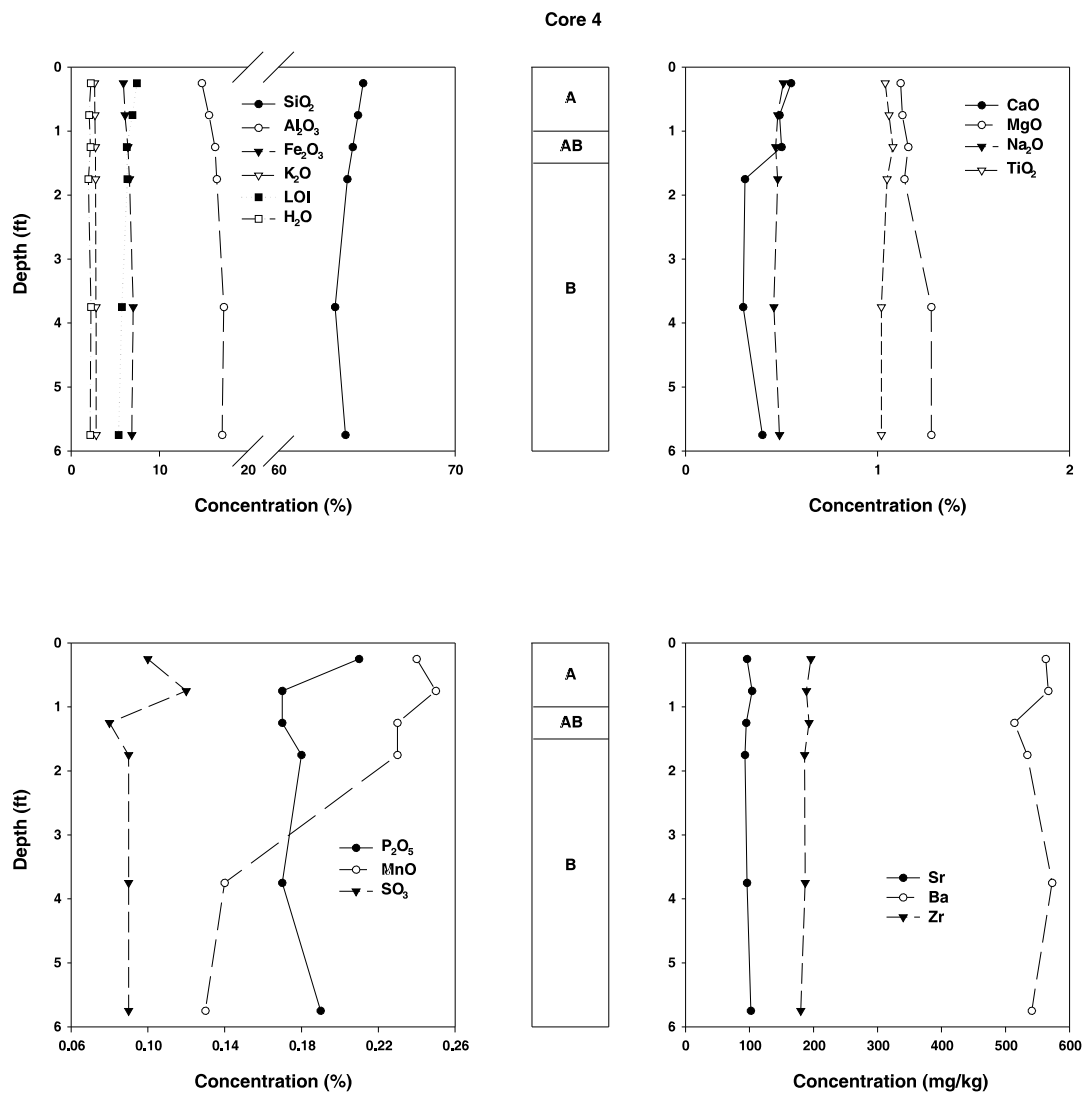 Core 4
0
1
2
3
4
5
6
Depth (ft)
0
10
20
60
70
Concentration (%)
SiO₂
Al₂O₃
Fe₂O₃
K₂O
LOI
H₂O
A
AB
B
0
1
2
3
4
5
6
0
1
2
Concentration (%)
CaO
MgO
Na₂O
TiO₂
0
1
2
3
4
5
6
Depth (ft)
0.06
0.10
0.14
0.18
0.22
0.26
Concentration (%)
P₂O₅
MnO
SO₃
A
AB
B
0
1
2
3
4
5
6
0
100
200
300
400
500
600
Concentration (mg/kg)
Sr
Ba
Zr